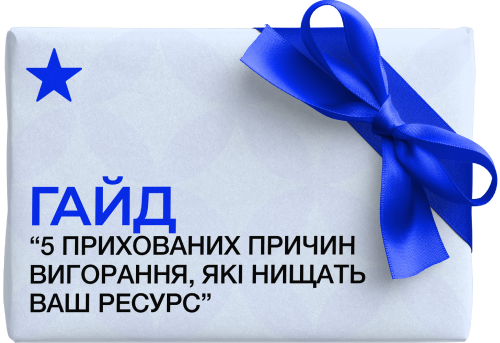 ГАЙД
“5 ПРИХОВАНИХ ПРИЧИН
ВИГОРАННЯ, ЯКІ НИЩАТЬ
ВАШ РЕСУРС”